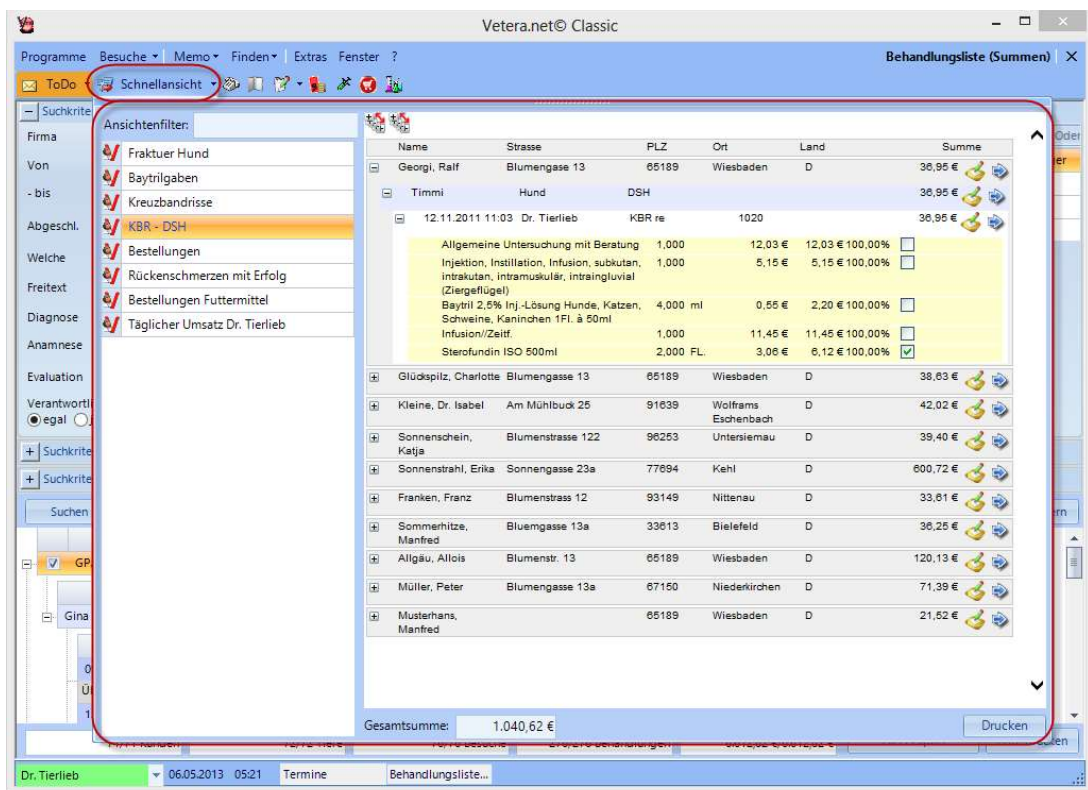 Vetera.net© Classic
Programme Besuche Memo Finden Extras Fenster ? Behandlungsliste (Summen) X
ToDo Schnellansicht
Suchkrite
Ansichtenfilter:
Oder
Firma
Von
- bis
Abgeschl.
Welche
Freitext
Diagnose
Anamnese
Evaluation
Verantwortli
egal
Suchkrite
Suchkrite
Suchen
GP
Gina
Fraktuer Hund
Baytrilgaben
Kreuzbandrisse
KBR - DSH
Bestellungen
Rückenschmerzen mit Erfolg
Bestellungen Futtermittel
Täglicher Umsatz Dr. Tierlieb
Name Strasse PLZ Ort Land Summe
Georgi, Ralf Blumengase 13 65189 Wiesbaden D 36,95 €
Timmi Hund DSH 36,95 €
12.11.2011 11:03 Dr. Tierlieb KBR re 1020 36,95 €
Allgemeine Untersuchung mit Beratung 1,000 12,03 € 12,03 € 100,00%
Injektion, Instillation, Infusion, subkutan, 1,000 5,15 € 5,15 € 100,00%
intrakutan, intramuskulär, intraingluvial
(Ziergeflügel)
Baytril 2,5% Inj.-Lösung Hunde, Katzen, 4,000 ml 0,55 € 2,20 € 100,00%
Schweine, Kaninchen 1Fl. à 50ml
Infusion//Zeitf. 1,000 11,45 € 11,45 € 100,00%
Sterofundin ISO 500ml 2,000 FL. 3,06 € 6,12 € 100,00%
Glückspilz, Charlotte Blumengasse 13 65189 Wiesbaden D 38,63 €
Kleine, Dr. Isabel Am Mühlbuck 25 91639 Wolframs D 42,02 €
Eschenbach
Sonnenschein, Blumenstrasse 122 96253 Untersiemau D 39,40 €
Katja
Sonnenstrahl, Erika Sonnengasse 23a 77694 Kehl D 600,72 €
Franken, Franz Blumenstrass 12 93149 Nittenau D 33,61 €
Sommerhitze, Bluemgasse 13a 33613 Bielefeld D 36,25 €
Manfred
Allgäu, Allois Blumenstr. 13 65189 Wiesbaden D 120,13 €
Müller, Peter Blumengasse 13a 67150 Niederkirchen D 71,39 €
Musterhans, 65189 Wiesbaden D 21,52 €
Manfred
Gesamtsumme: 1.040,62 € Drucken
Dr. Tierlieb 06.05.2013 05:21 Termine Behandlungsliste...